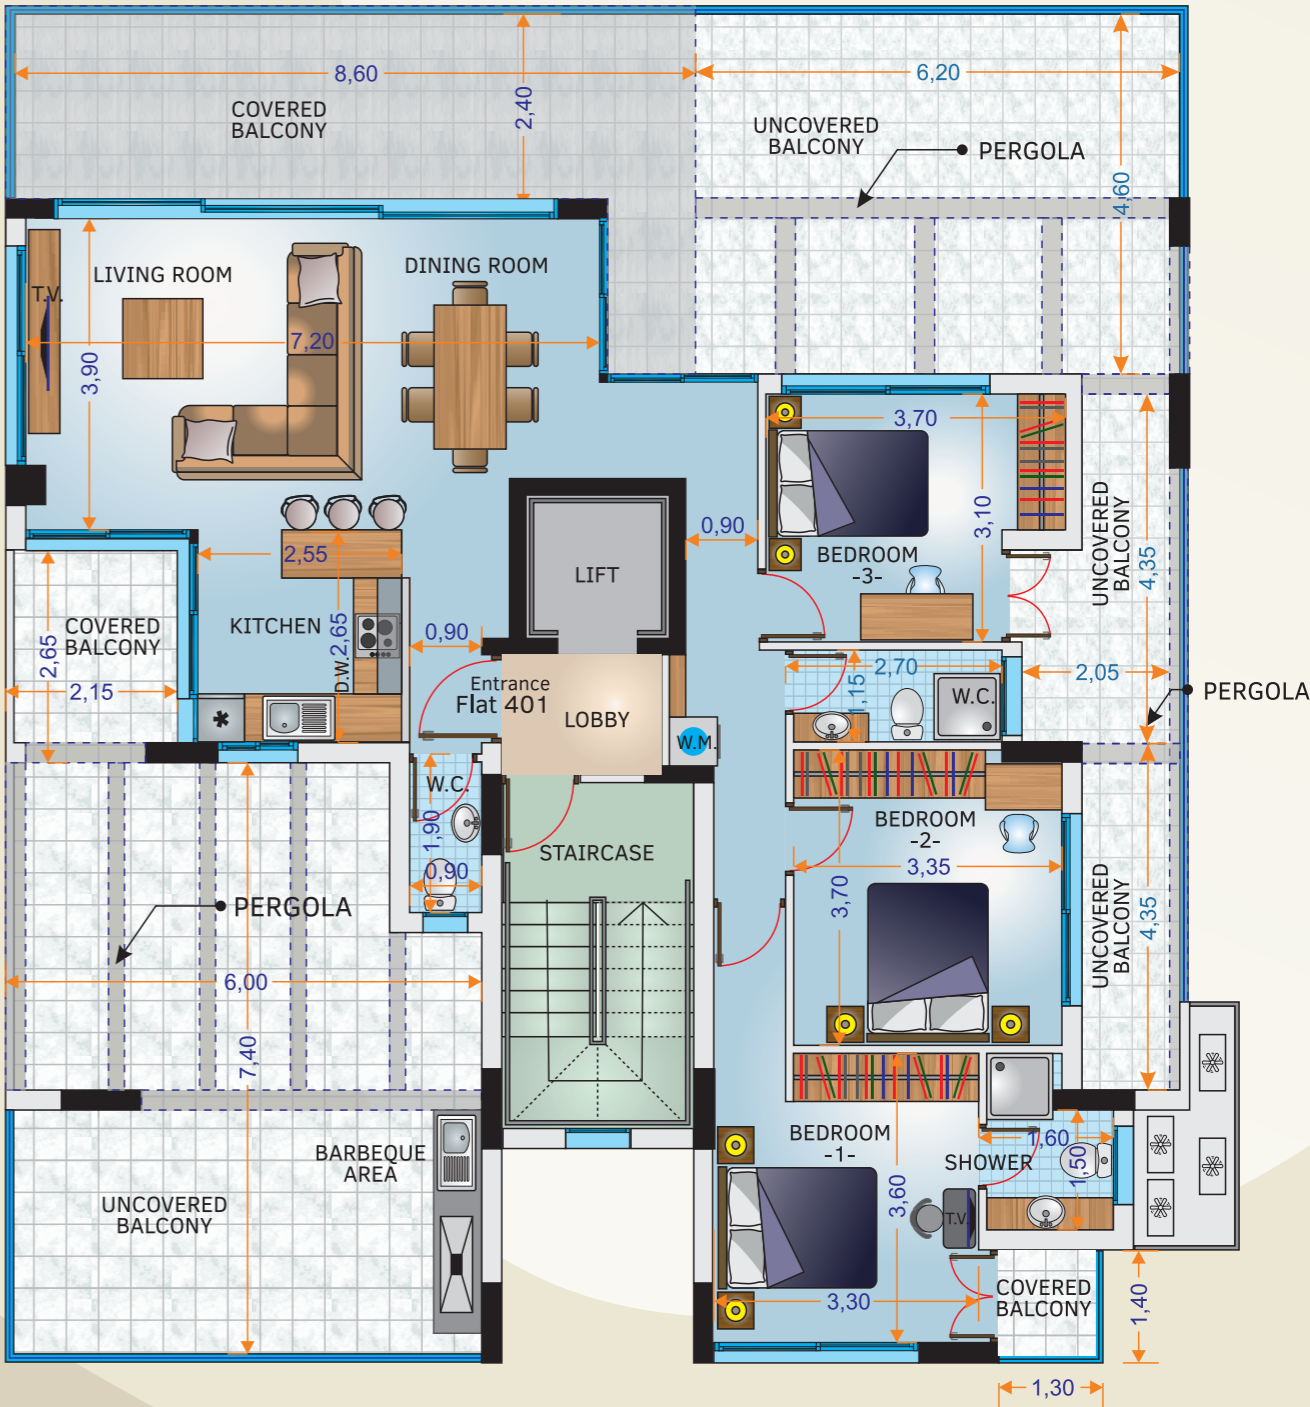 8,60
6,20
COVERED
BALCONY
2,40
UNCOVERED
BALCONY
PERGOLA
4,60
LIVING ROOM
DINING ROOM
T.V.
7,20
3,90
3,70
3,10
0,90
UNCOVERED
BALCONY
4,35
2,55
LIFT
BEDROOM
-3-
COVERED
BALCONY
2,65
2,15
KITCHEN
2,65
D.W.
0,90
Entrance
Flat 401
LOBBY
2,70
1,15
W.C.
2,05
PERGOLA
W.M.
W.C.
1,90
0,90
STAIRCASE
BEDROOM
-2-
3,35
3,70
UNCOVERED
BALCONY
4,35
PERGOLA
6,00
7,40
BARBEQUE
AREA
UNCOVERED
BALCONY
BEDROOM
-1-
1,60
SHOWER
1,50
3,60
T.V.
3,30
COVERED
BALCONY
1,40
1,30